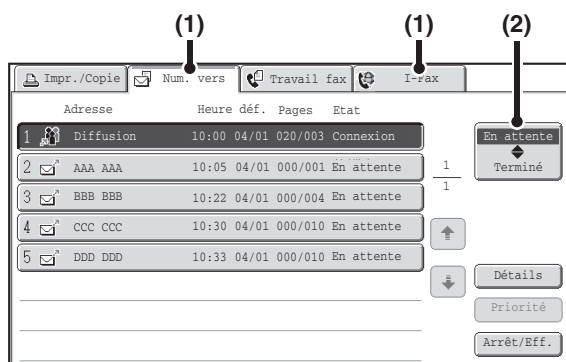 (1) (1) (2)
Impr./Copie Num. vers Travail fax I-Fax
Adresse Heure déf. Pages Etat
1 Diffusion 10:00 04/01 020/003 Connexion
2 AAA AAA 10:05 04/01 000/001 En attente
3 BBB BBB 10:22 04/01 000/004 En attente
4 CCC CCC 10:30 04/01 000/010 En attente
5 DDD DDD 10:33 04/01 000/010 En attente
1
1
En attente
Terminé
Détails
Priorité
Arrêt/Eff.